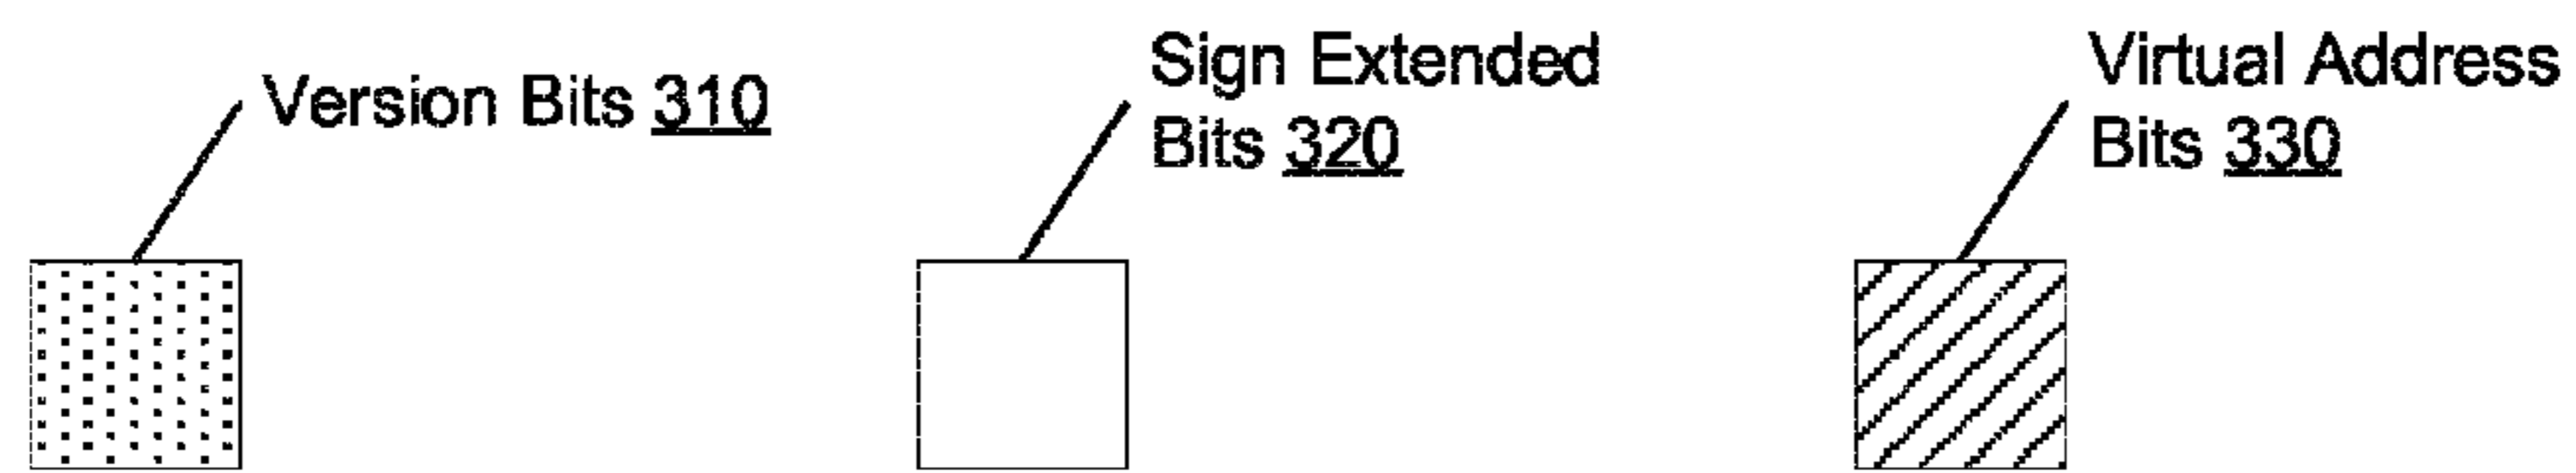 Version Bits 310
Sign Extended
Bits 320
Virtual Address
Bits 330